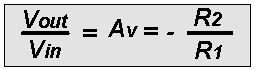 Vout / Vin = Av = - R2 / R1